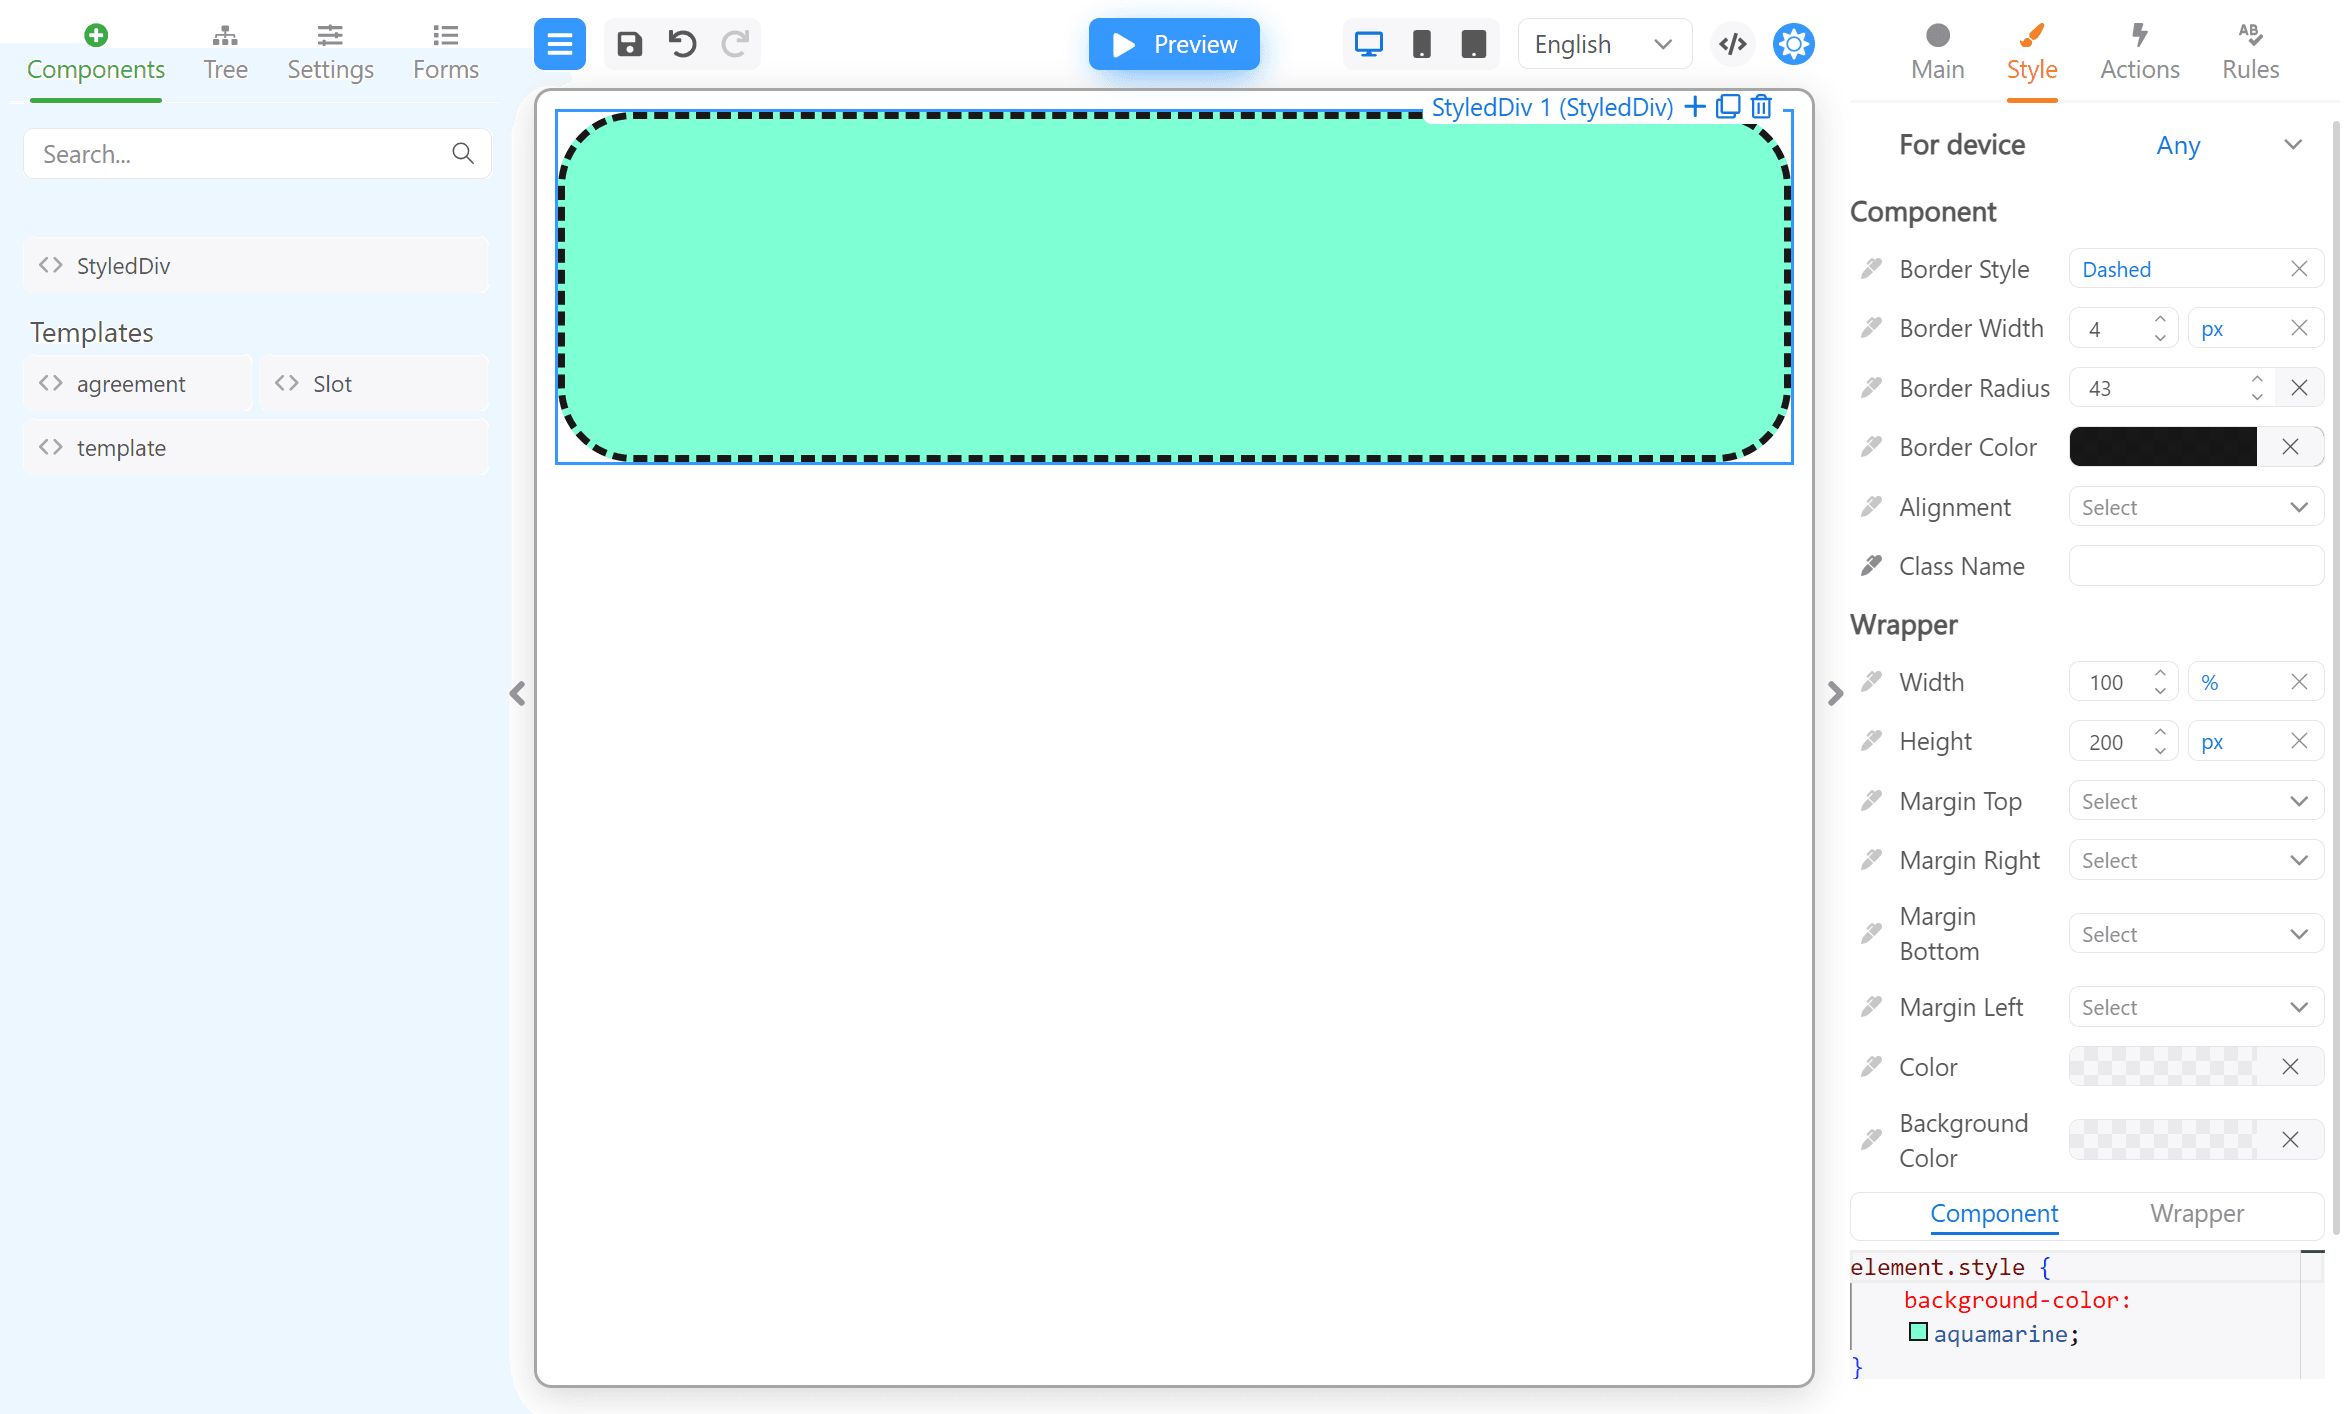 Components
Tree
Settings
Forms
Search...
StyledDiv
Templates
agreement
Slot
template
Preview
English
StyledDiv 1 (StyledDiv)
Main
Style
Actions
Rules
For device
Any
Component
Border Style
Dashed
Border Width
4
px
Border Radius
43
Border Color
Alignment
Select
Class Name
Wrapper
Width
100
%
Height
200
px
Margin Top
Select
Margin Right
Select
Margin
Bottom
Select
Margin Left
Select
Color
Background
Color
Component
Wrapper
element.style {
background-color:
aquamarine;
}